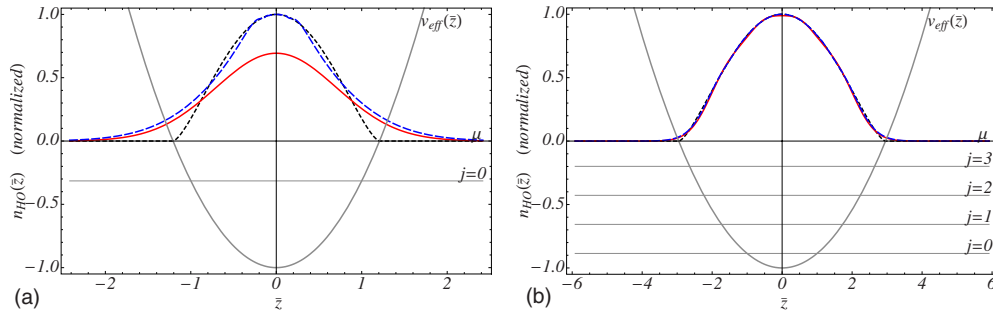 v_eff(z̄)
1.0
0.5
0.0
−0.5
−1.0
n_HO(z̄) (normalized)
μ
j=0
−2
−1
0
1
2
z̄
(a)
v_eff(z̄)
1.0
0.5
0.0
−0.5
−1.0
n_HO(z̄) (normalized)
μ
j=3
j=2
j=1
j=0
−6
−4
−2
0
2
4
6
z̄
(b)